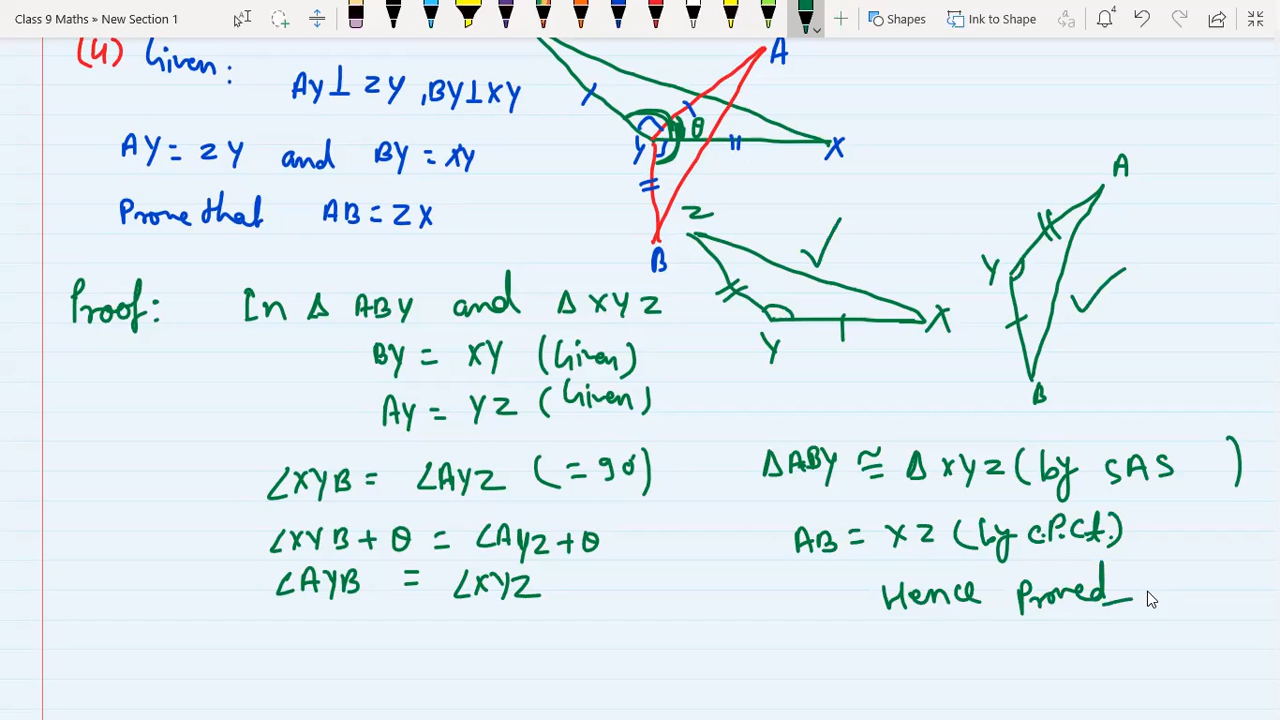 Class 9 Maths » New Section 1
Shapes
Ink to Shape
(4) Given:
AY ⊥ ZY , BY ⊥ XY
AY = ZY and BY = XY
Prove that AB = ZX
A
θ
Y
X
B
Z
Y
X
A
Y
B
Proof: In Δ ABY and Δ XYZ
BY = XY (Given)
AY = YZ (Given)
∠XYB = ∠AYZ (= 90°)
∠XYB + θ = ∠AYZ + θ
∠AYB = ∠XYZ
ΔABY ≅ Δ XYZ (by SAS )
AB = XZ (by C.P.Ct.)
Hence Proved